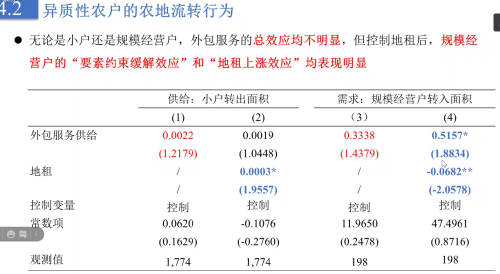 4.2 异质性农户的农地流转行为
● 无论是小户还是规模经营户，外包服务的总效应均不明显，但控制地租后，规模经
营户的“要素约束缓解效应”和“地租上涨效应”均表现明显
供给：小户转出面积 需求：规模经营户转入面积
(1) (2) （3） (4)
外包服务供给 0.0022 0.0019 0.3338 0.5157*
(1.2179) (1.0448) (1.4379) (1.8834)
地租 / 0.0003* / -0.0682**
/ (1.9557) / (-2.0578)
控制变量 控制 控制 控制 控制
常数项 0.0620 -0.1076 11.9650 47.4961
(0.1629) (-0.2760) (0.2478) (0.8716)
观测值 1,774 1,774 198 198